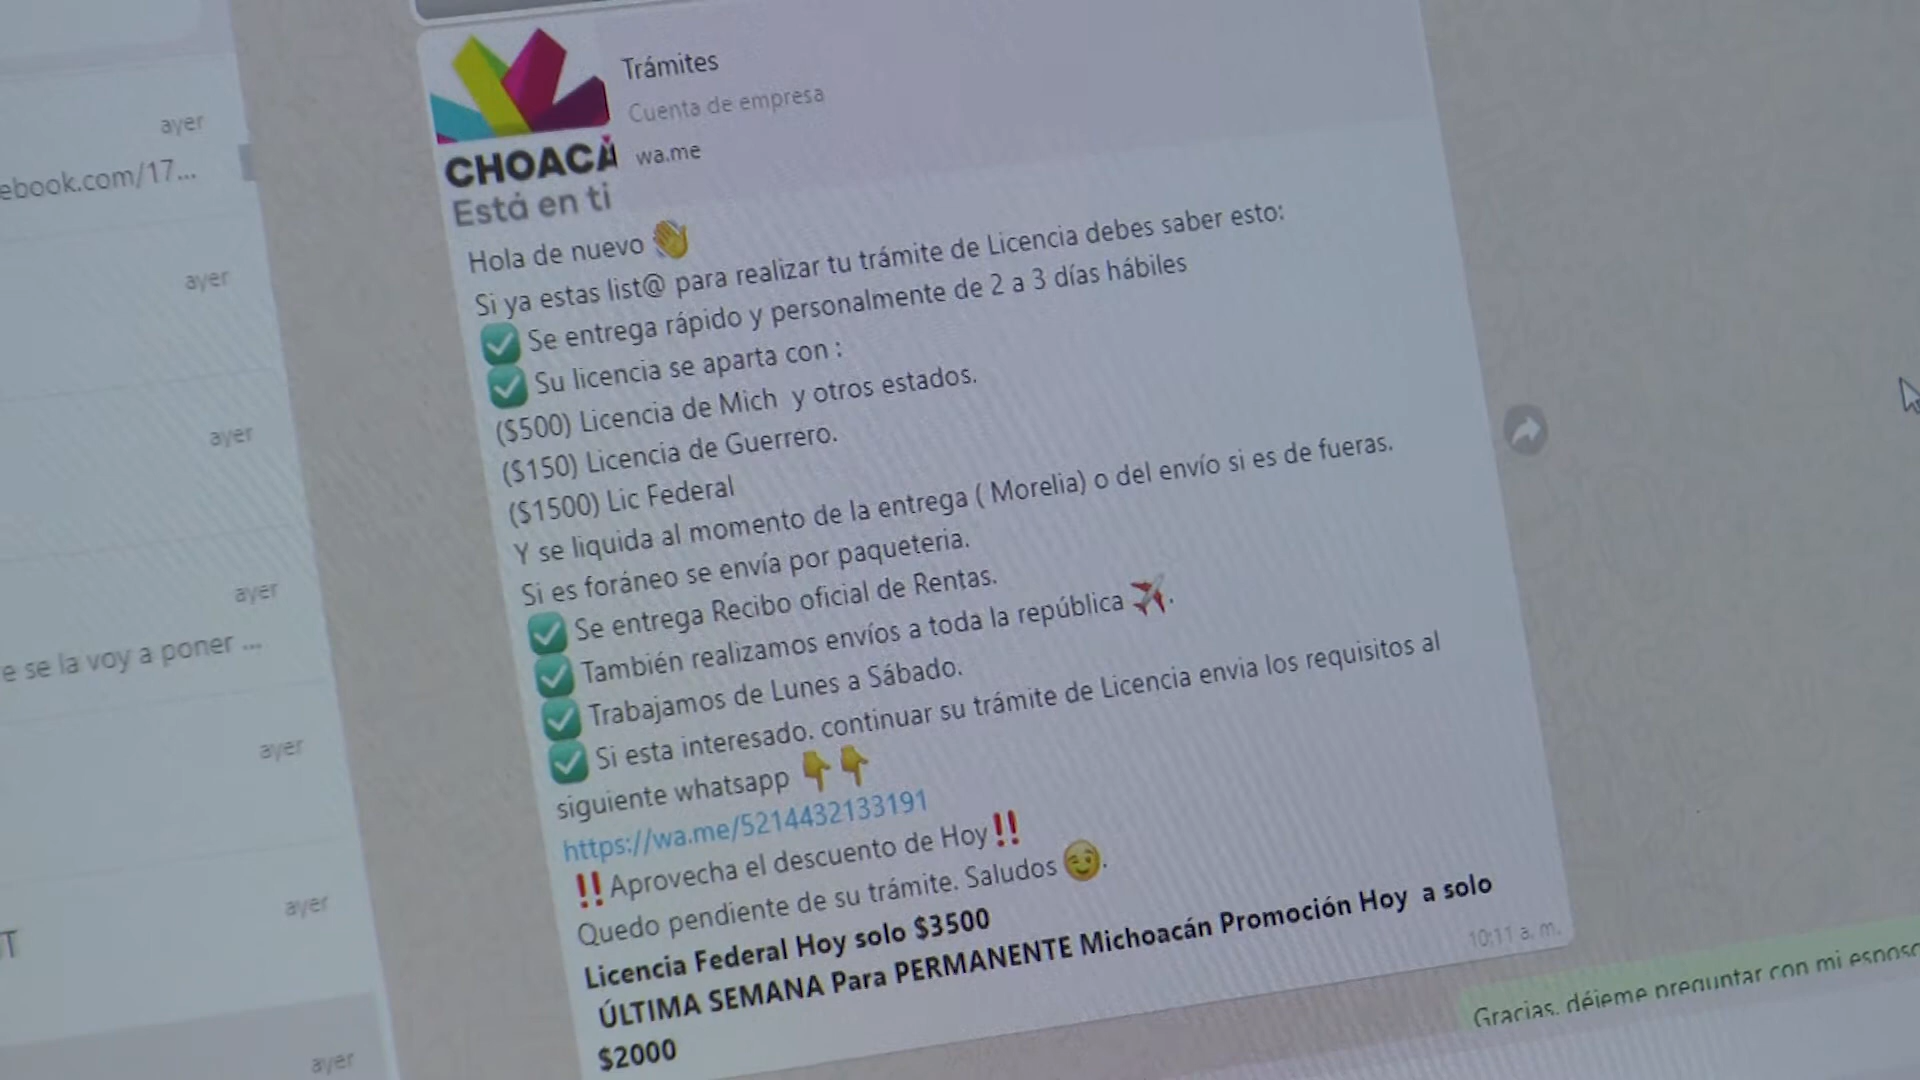 ayer
ebook.com/17...
ayer
ayer
ayer
e se la voy a poner ...
ayer
ayer
ayer
Trámites
Cuenta de empresa
wa.me
CHOACÁ
Está en ti
Hola de nuevo 👋
Si ya estas list@ para realizar tu trámite de Licencia debes saber esto:
✅ Se entrega rápido y personalmente de 2 a 3 días hábiles
✅ Su licencia se aparta con :
($500) Licencia de Mich y otros estados.
($150) Licencia de Guerrero.
($1500) Lic Federal
Y se liquida al momento de la entrega ( Morelia) o del envío si es de fueras.
Si es foráneo se envía por paqueteria.
✅ Se entrega Recibo oficial de Rentas.
✅ También realizamos envíos a toda la república ✈.
✅ Trabajamos de Lunes a Sábado.
✅ Si esta interesado. continuar su trámite de Licencia envia los requisitos al
siguiente whatsapp 👇👇
https://wa.me/5214432133191
‼Aprovecha el descuento de Hoy‼
Quedo pendiente de su trámite. Saludos 😉.
Licencia Federal Hoy solo $3500
ÚLTIMA SEMANA Para PERMANENTE Michoacán Promoción Hoy a solo
$2000
10:11 a. m.
Gracias. déjeme preguntar con mi esposo